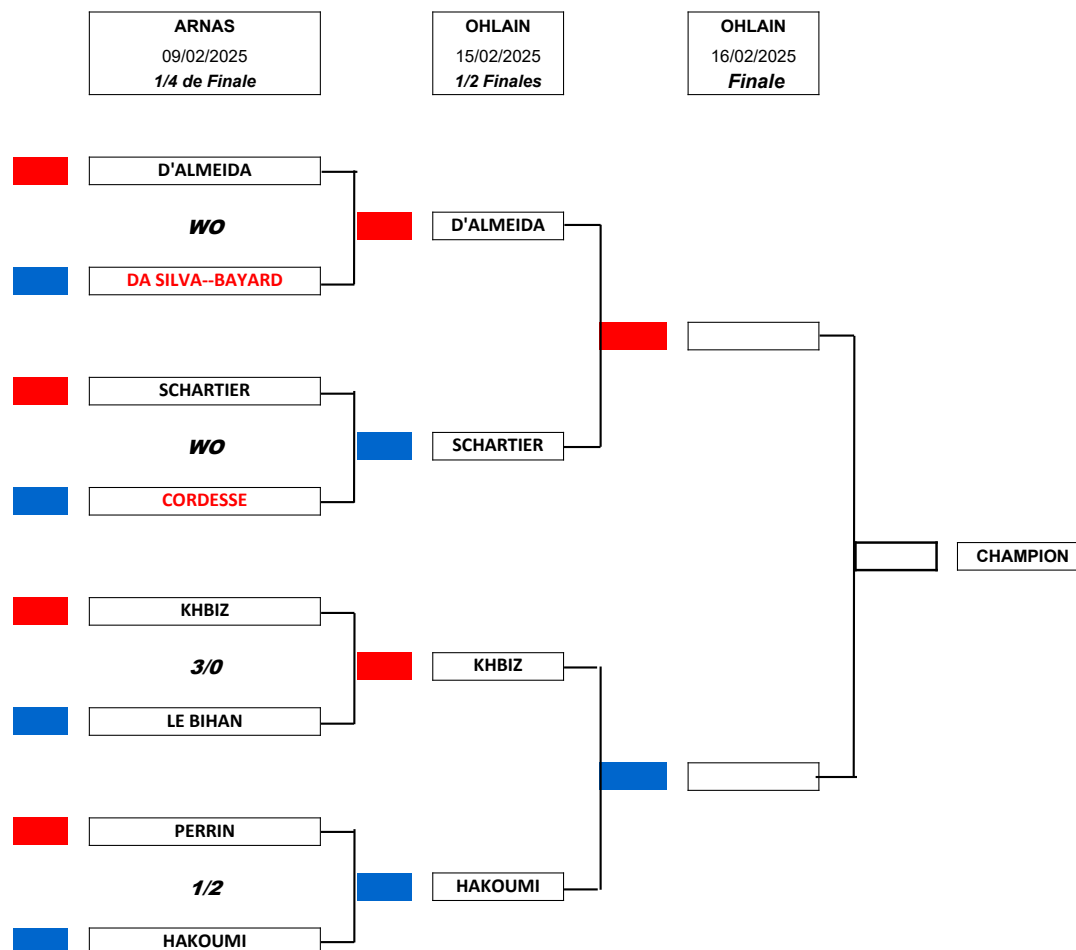 ARNAS
09/02/2025
1/4 de Finale
OHLAIN
15/02/2025
1/2 Finales
OHLAIN
16/02/2025
Finale
D'ALMEIDA
WO
DA SILVA--BAYARD
D'ALMEIDA
SCHARTIER
WO
CORDESSE
SCHARTIER
CHAMPION
KHBIZ
3/0
LE BIHAN
KHBIZ
PERRIN
1/2
HAKOUMI
HAKOUMI